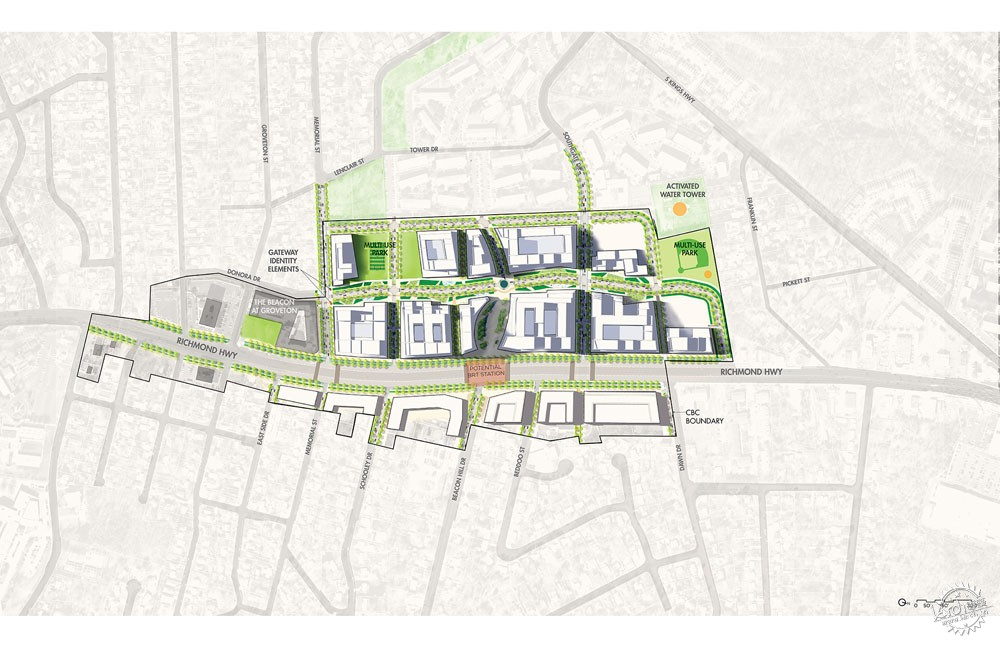 S KINGS HWY
GROVETON ST
MEMORIAL ST
SOUTHGATE DR
TOWER DR
LENCLAIR ST
ACTIVATED
WATER TOWER
FRANKLIN ST
MULTI-USE
PARK
MULTI-USE
PARK
GATEWAY
IDENTITY
ELEMENTS
DONORA DR
PICKETT ST
THE BEACON
AT GROVETON
RICHMOND HWY
POTENTIAL
BRT STATION
RICHMOND HWY
CBC
BOUNDARY
EAST SIDE DR
MEMORIAL ST
SCHOOLEY DR
BEACON HILL DR
BEDDOO ST
DAWN DR
0 50'